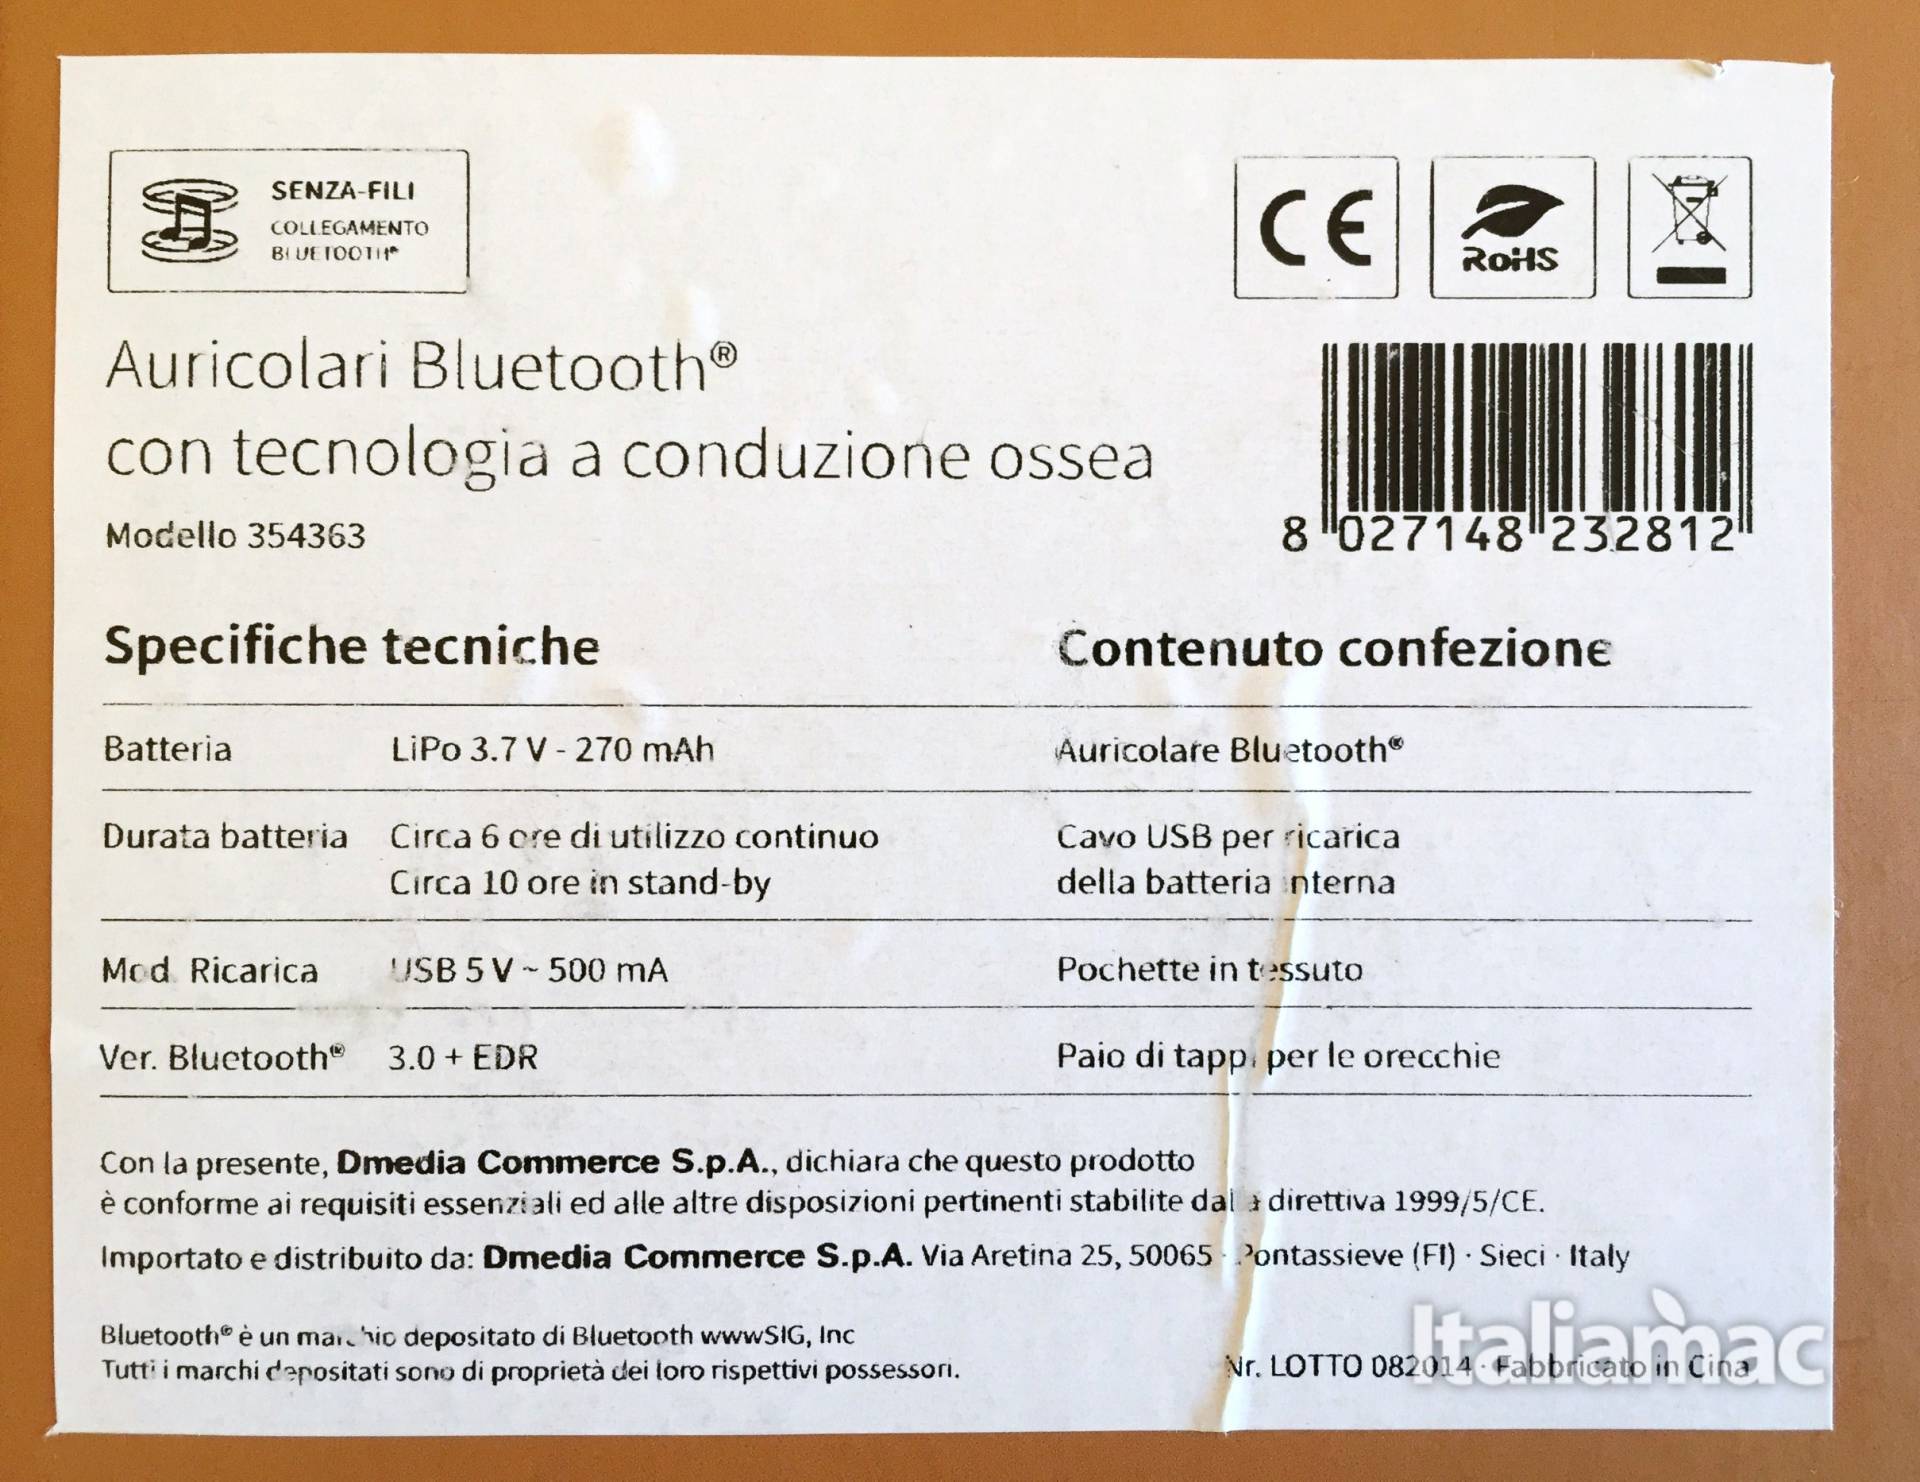 SENZA-FILI
COLLEGAMENTO
BLUETOOTH®
CE
RoHS
Auricolari Bluetooth®
con tecnologia a conduzione ossea
Modello 354363
8 027148 232812
Specifiche tecniche
Contenuto confezione
Batteria LiPo 3.7 V - 270 mAh
Auricolare Bluetooth®
Durata batteria Circa 6 ore di utilizzo continuo
Circa 10 ore in stand-by
Cavo USB per ricarica
della batteria interna
Mod. Ricarica USB 5 V ~ 500 mA
Pochette in tessuto
Ver. Bluetooth® 3.0 + EDR
Paio di tappi per le orecchie
Con la presente, Dmedia Commerce S.p.A., dichiara che questo prodotto
è conforme ai requisiti essenziali ed alle altre disposizioni pertinenti stabilite dalla direttiva 1999/5/CE.
Importato e distribuito da: Dmedia Commerce S.p.A. Via Aretina 25, 50065 · Pontassieve (FI) · Sieci · Italy
Bluetooth® è un marchio depositato di Bluetooth wwwSIG, Inc
Tutti i marchi depositati sono di proprietà dei loro rispettivi possessori.
Nr. LOTTO 082014 · Fabbricato in Cina
Italiamac